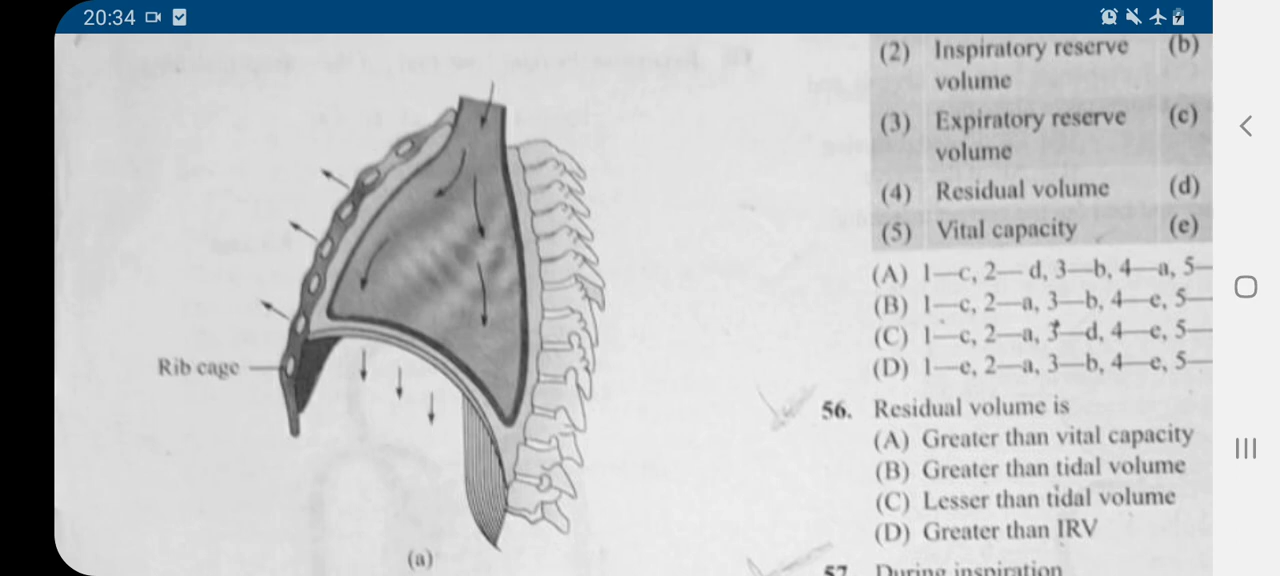 20:34
Rib cage
(a)
(2) Inspiratory reserve (b)
volume
(3) Expiratory reserve (c)
volume
(4) Residual volume (d)
(5) Vital capacity (e)
(A) 1—c, 2—d, 3—b, 4—a, 5—
(B) 1—c, 2—a, 3—b, 4—e, 5—
(C) 1—c, 2—a, 3—d, 4—e, 5—
(D) 1—e, 2—a, 3—b, 4—e, 5—
56. Residual volume is
(A) Greater than vital capacity
(B) Greater than tidal volume
(C) Lesser than tidal volume
(D) Greater than IRV
57. During inspiration